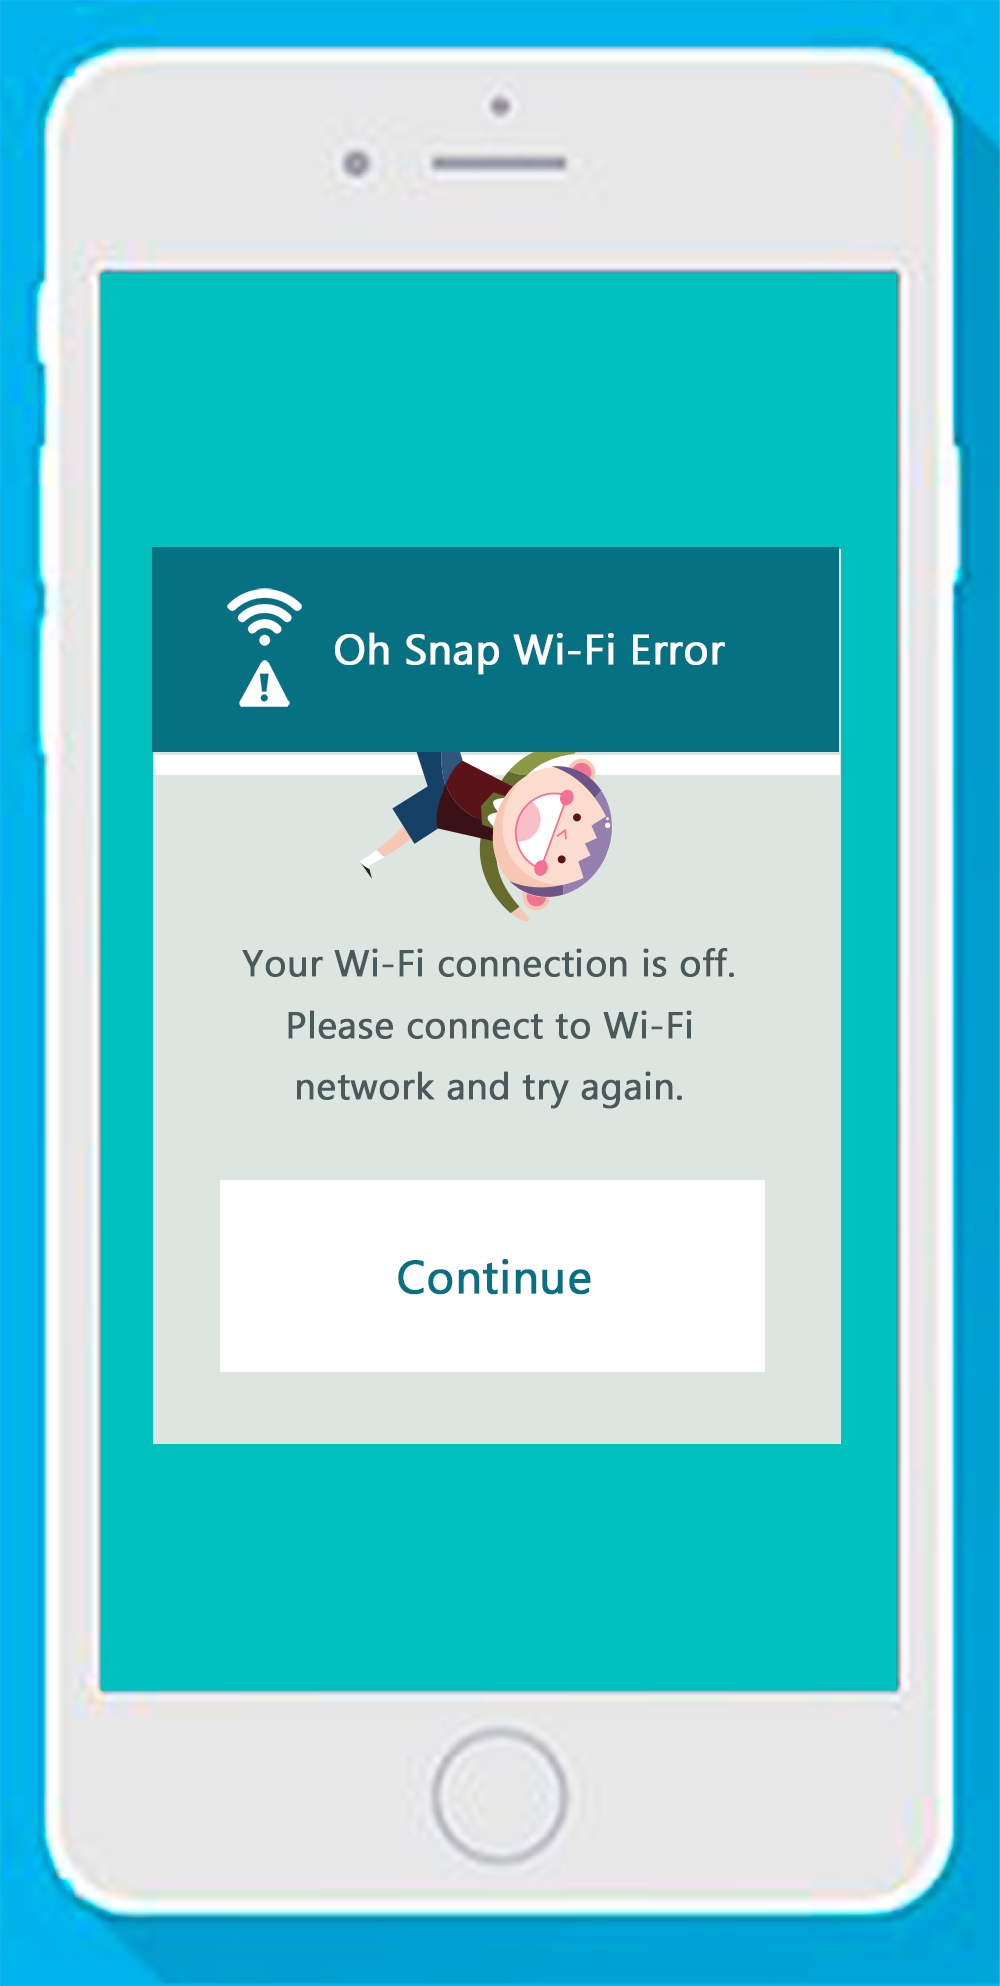 Oh Snap Wi-Fi Error
Your Wi-Fi connection is off.
Please connect to Wi-Fi
network and try again.
Continue